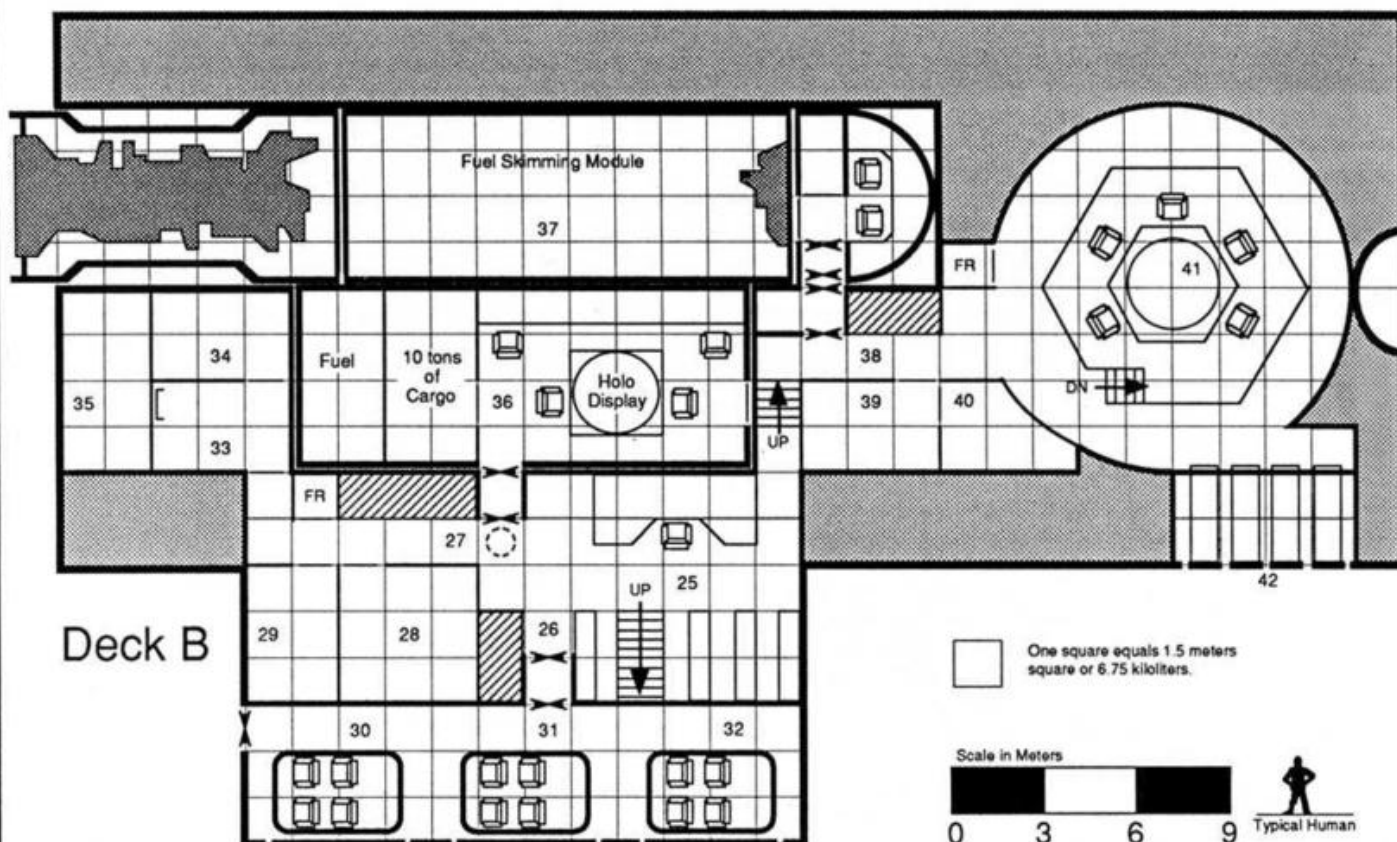 Fuel Skimming Module
37
FR
41
34
Fuel
10 tons
of
Cargo
36
Holo
Display
38
35
39
40
DN
33
UP
FR
27
25
42
UP
26
29
28
Deck B
One square equals 1.5 meters
square or 6.75 kiloliters.
30
31
32
Scale in Meters
0 3 6 9
Typical Human